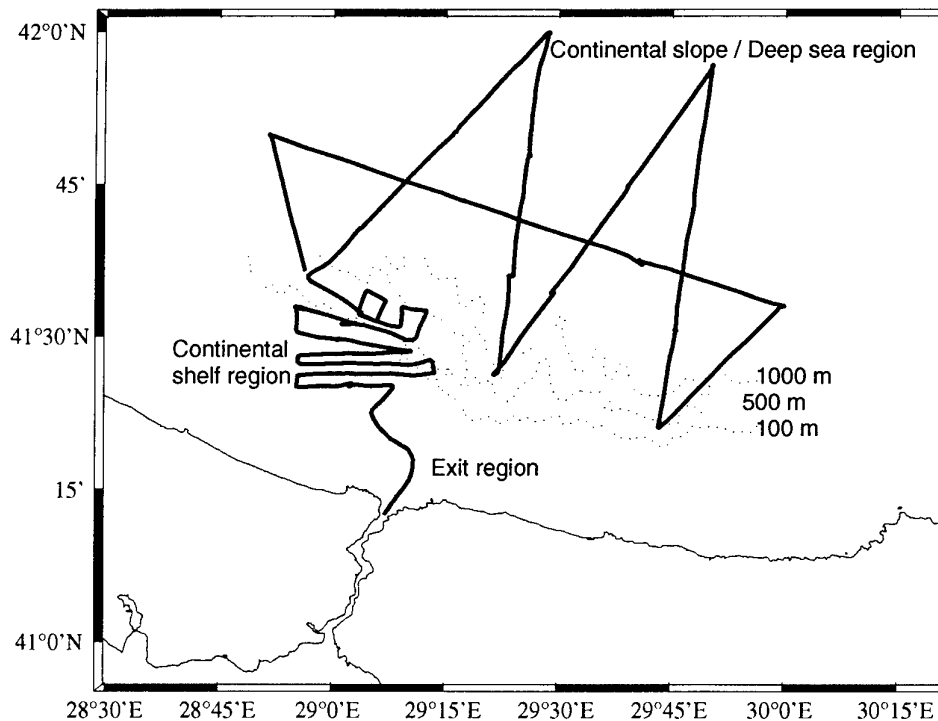 42°0'N
Continental slope / Deep sea region
45'
41°30'N
Continental
shelf region
1000 m
500 m
100 m
Exit region
15'
41°0'N
28°30'E 28°45'E 29°0'E 29°15'E 29°30'E 29°45'E 30°0'E 30°15'E